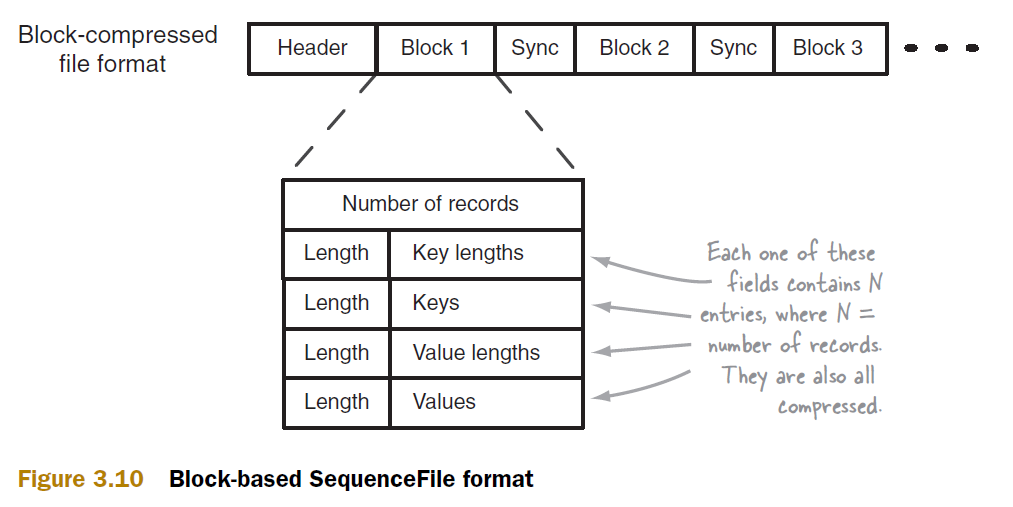 Block-compressed
file format
Header Block 1 Sync Block 2 Sync Block 3
Number of records
Length Key lengths
Length Keys
Length Value lengths
Length Values
Each one of these
fields contains N
entries, where N =
number of records.
They are also all
compressed.
Figure 3.10 Block-based SequenceFile format